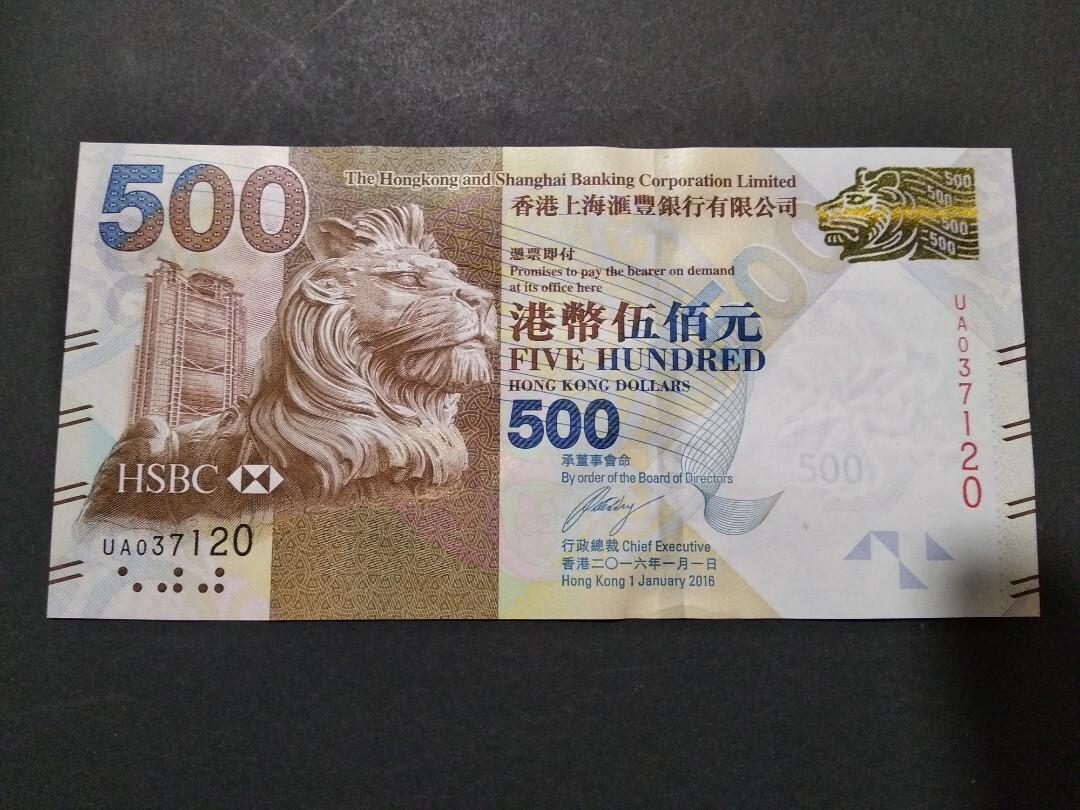 500
The Hongkong and Shanghai Banking Corporation Limited
香港上海滙豐銀行有限公司
500
500
500
500
憑票即付
Promises to pay the bearer on demand
at its office here
港幣伍佰元
FIVE HUNDRED
HONG KONG DOLLARS
500
500
承董事會命
By order of the Board of Directors
行政總裁 Chief Executive
香港二〇一六年一月一日
Hong Kong 1 January 2016
500
HSBC
UA037120
UA037120